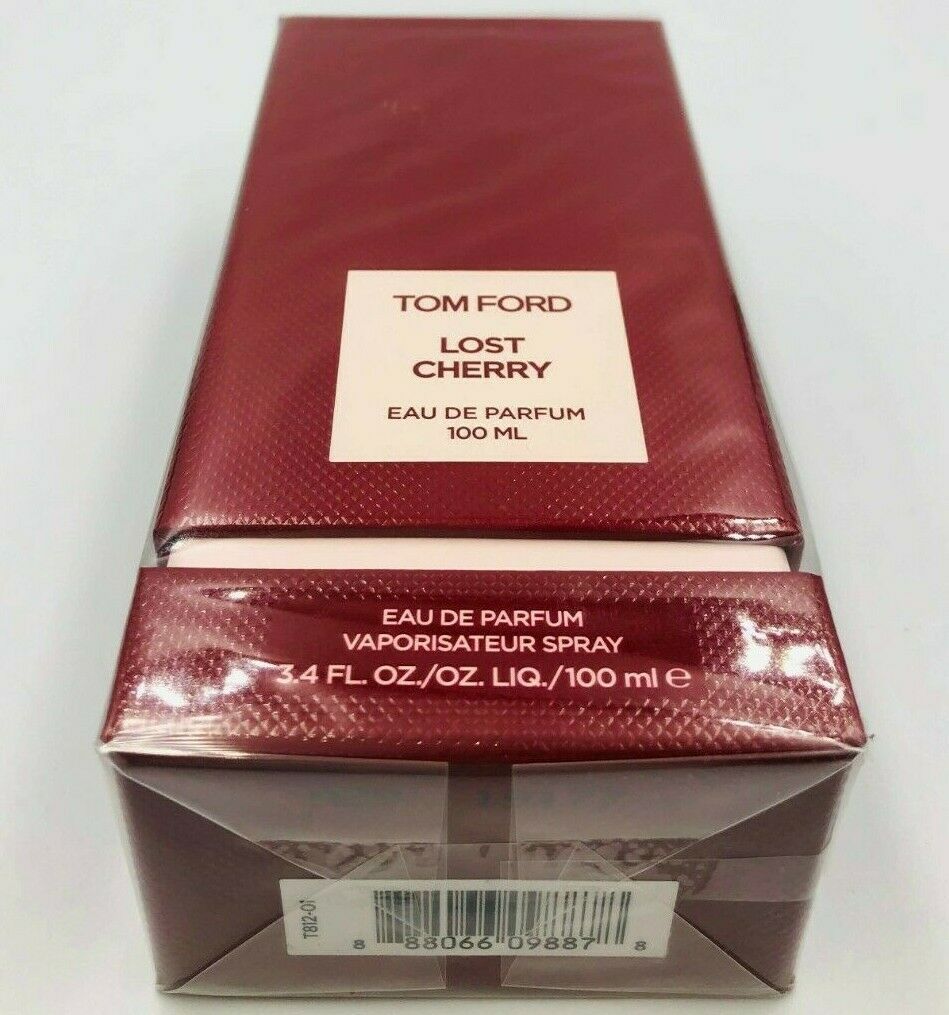 TOM FORD
LOST
CHERRY
EAU DE PARFUM
100 ML
EAU DE PARFUM
VAPORISATEUR SPRAY
3.4 FL. OZ./OZ. LIQ./100 ml ℮
T812-01
8 88066 09887 8